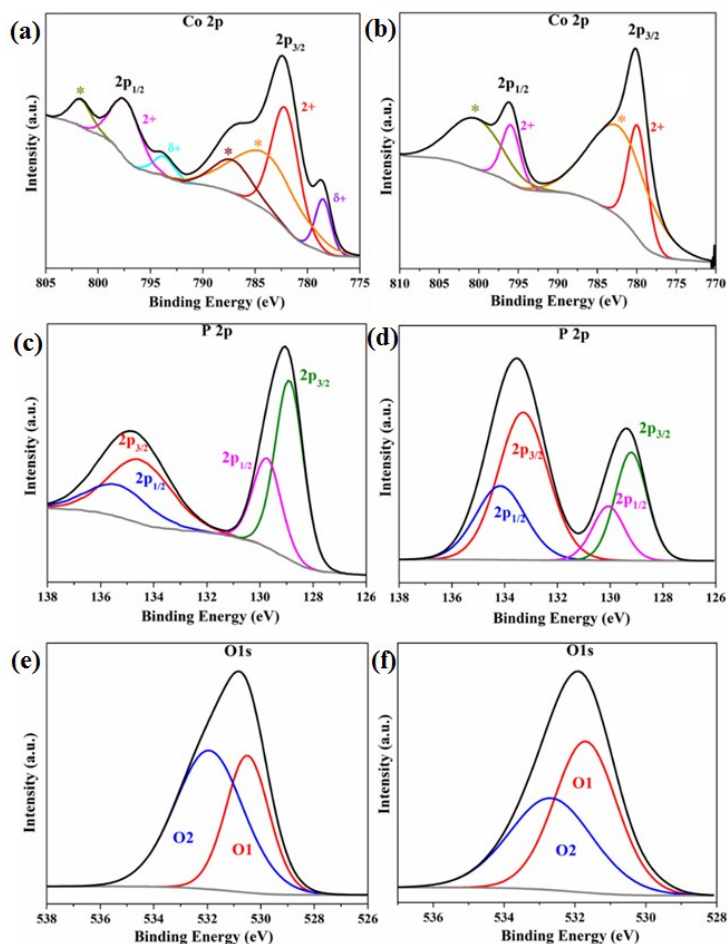 (a)
Co 2p
2p3/2
2p1/2
*
2+
δ+
*
*
2+
δ+
Intensity (a.u.)
805 800 795 790 785 780 775
Binding Energy (eV)
(b)
Co 2p
2p3/2
2p1/2
*
2+
*
2+
Intensity (a.u.)
810 800 790 780 770
Binding Energy (eV)
(c)
P 2p
2p3/2
2p1/2
2p3/2
2p1/2
Intensity (a.u.)
138 136 134 132 130 128 126
Binding Energy (eV)
(d)
P 2p
2p3/2
2p1/2
2p3/2
2p1/2
Intensity (a.u.)
138 136 134 132 130 128 126
Binding Energy (eV)
(e)
O1s
O2
O1
Intensity (a.u.)
538 536 534 532 530 528 526
Binding Energy (eV)
(f)
O1s
O1
O2
Intensity (a.u.)
536 534 532 530 528
Binding Energy (eV)